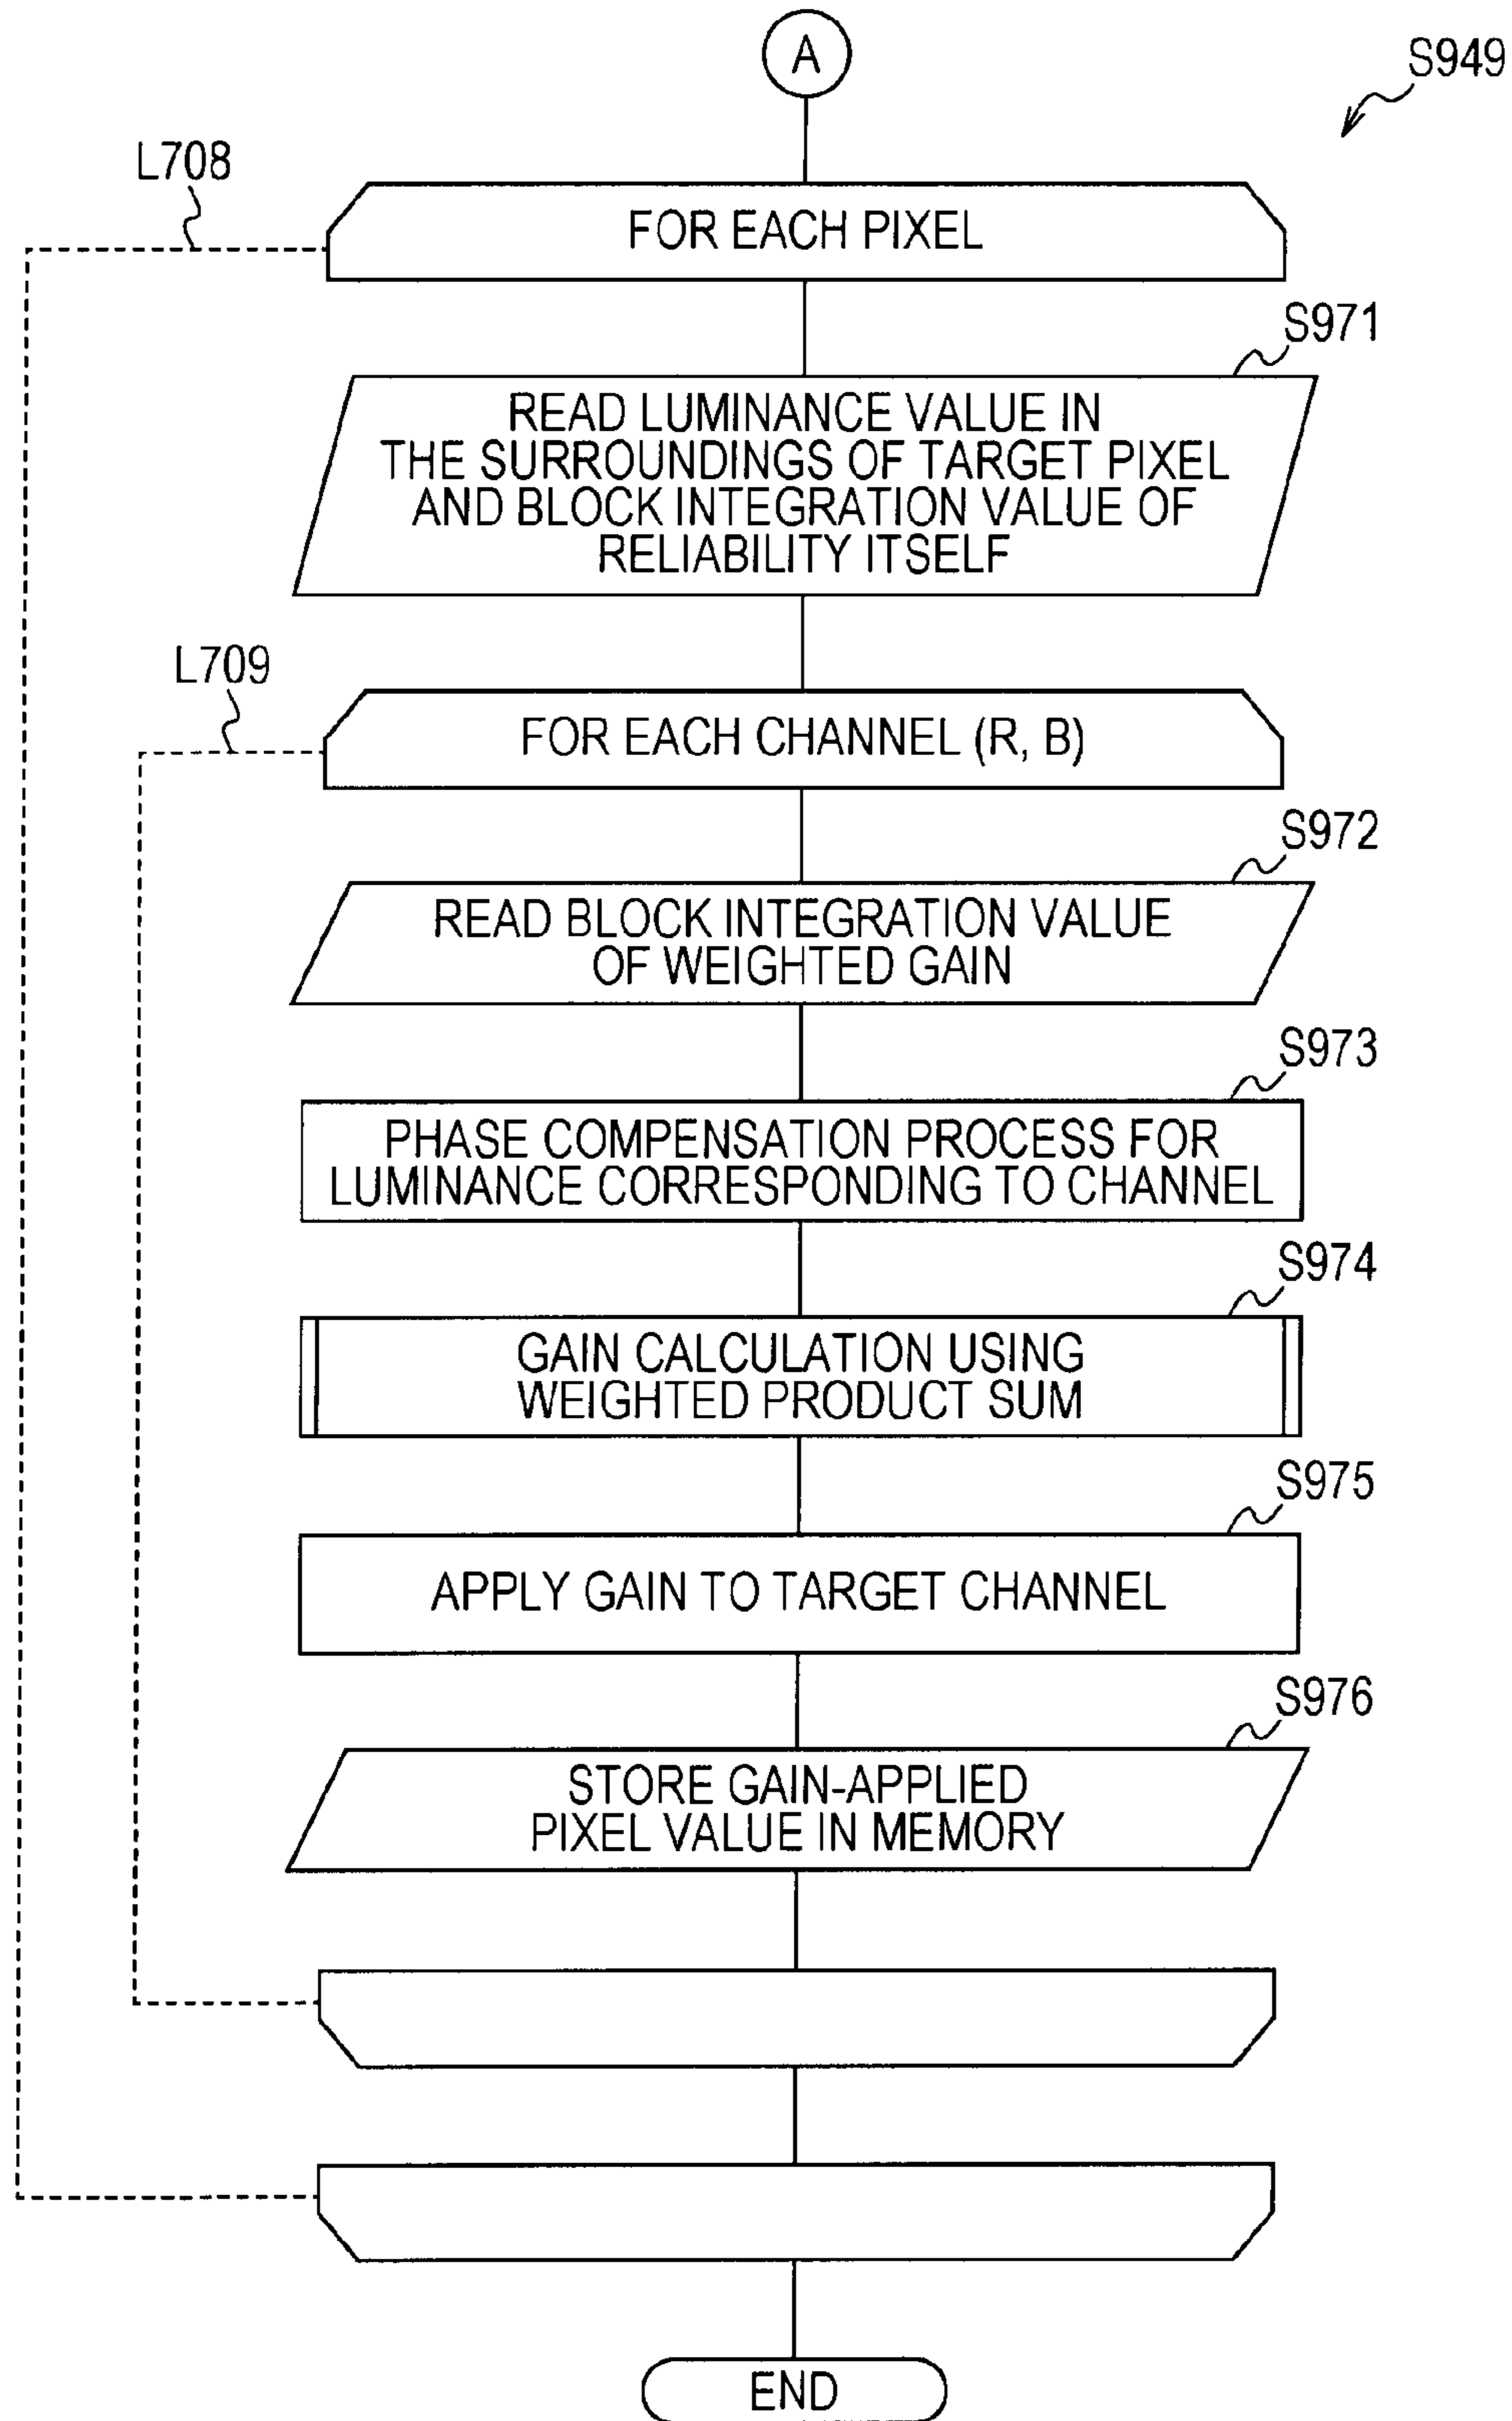 A
S949
L708
FOR EACH PIXEL
S971
READ LUMINANCE VALUE IN
THE SURROUNDINGS OF TARGET PIXEL
AND BLOCK INTEGRATION VALUE OF
RELIABILITY ITSELF
L709
FOR EACH CHANNEL (R, B)
S972
READ BLOCK INTEGRATION VALUE
OF WEIGHTED GAIN
S973
PHASE COMPENSATION PROCESS FOR
LUMINANCE CORRESPONDING TO CHANNEL
S974
GAIN CALCULATION USING
WEIGHTED PRODUCT SUM
S975
APPLY GAIN TO TARGET CHANNEL
S976
STORE GAIN-APPLIED
PIXEL VALUE IN MEMORY
END